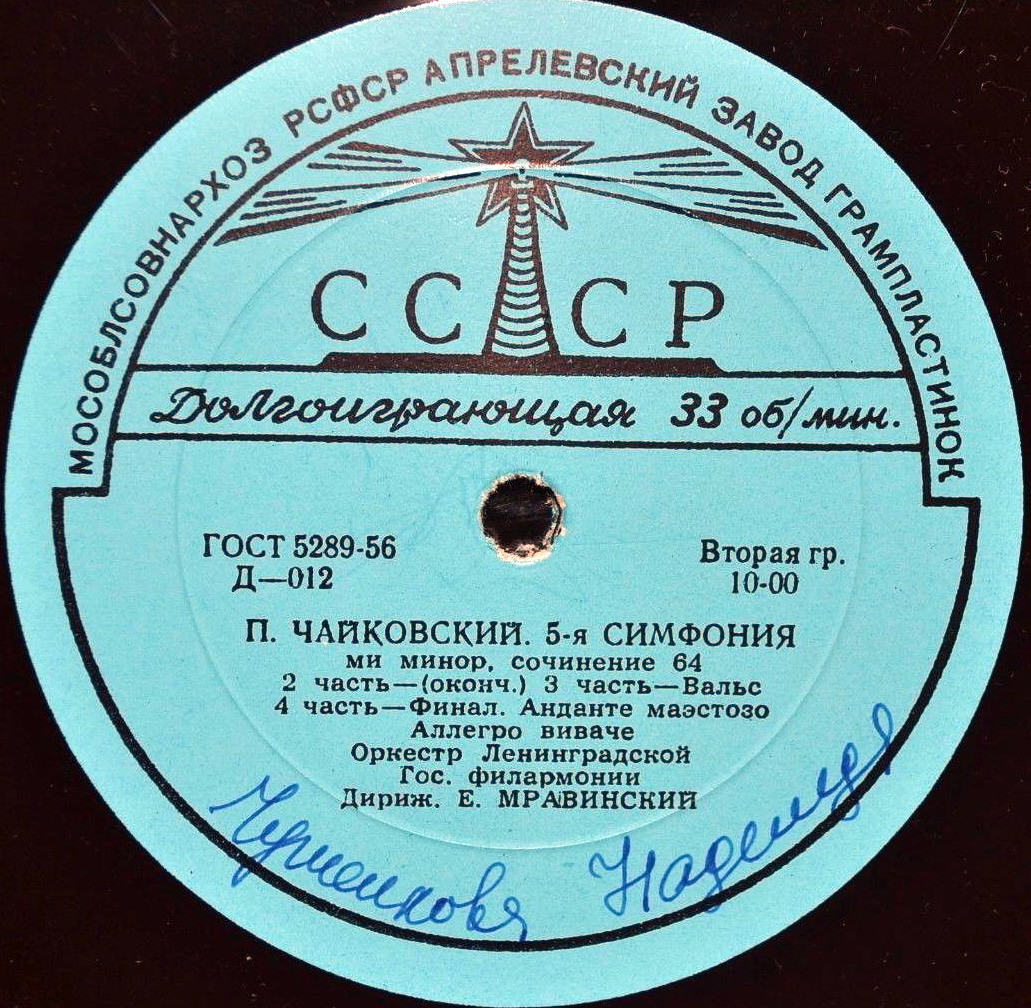 МОСОБЛСОВНАРХОЗ РСФСР АПРЕЛЕВСКИЙ ЗАВОД ГРАМПЛАСТИНОК
СССР
Долгоиграющая 33 об/мин.
ГОСТ 5289-56
Д—012
Вторая гр.
10-00
П. ЧАЙКОВСКИЙ. 5-я СИМФОНИЯ
ми минор, сочинение 64
2 часть—(оконч.) 3 часть—Вальс
4 часть—Финал. Анданте маэстозо
Аллегро виваче
Оркестр Ленинградской
Гос. филармонии
Дириж. Е. МРАВИНСКИЙ